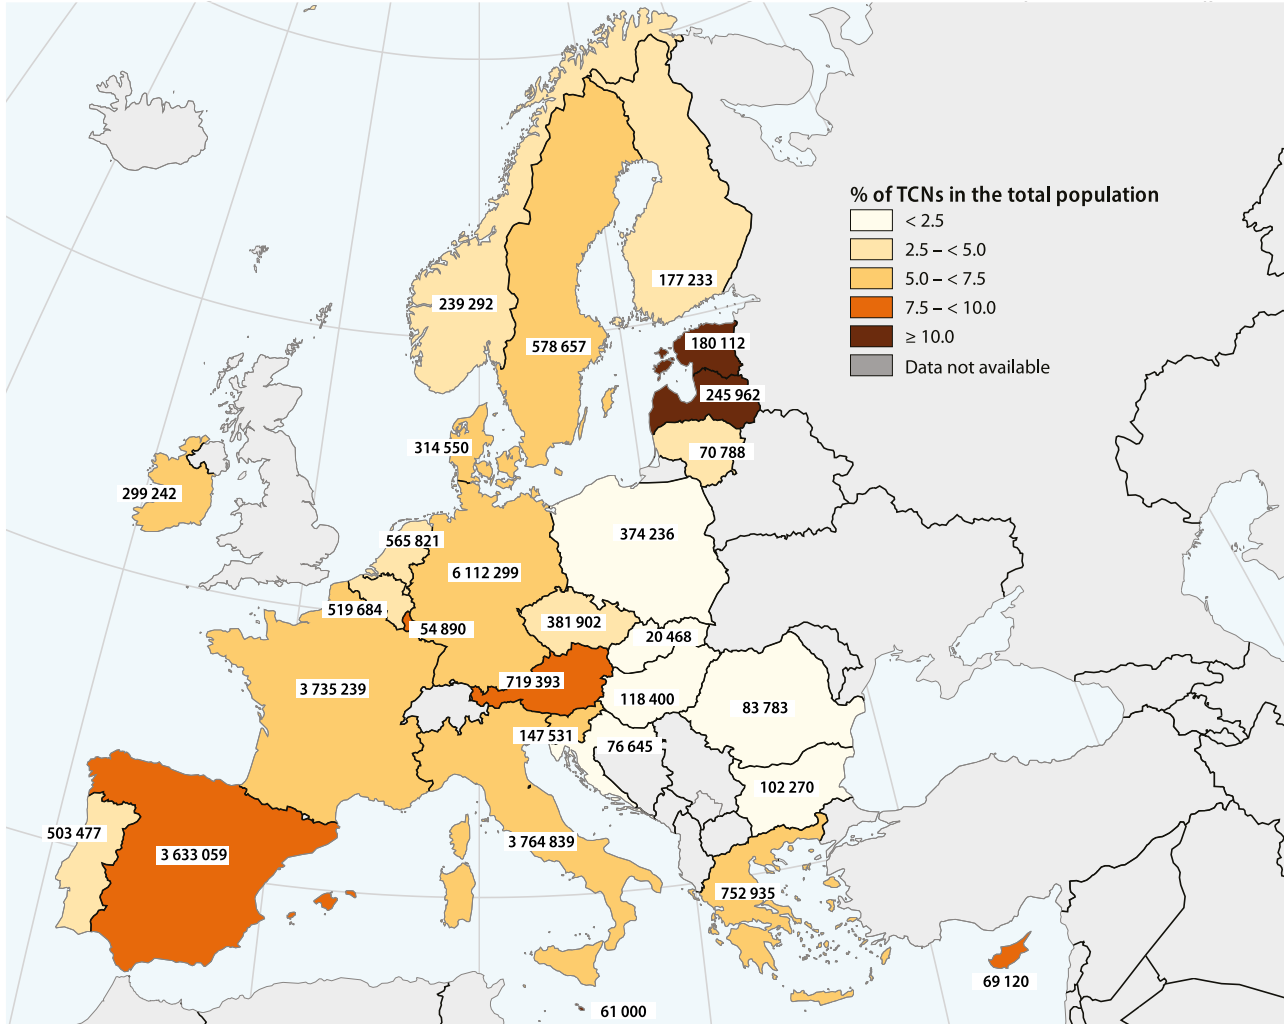 % of TCNs in the total population
< 2.5
2.5 – < 5.0
5.0 – < 7.5
7.5 – < 10.0
≥ 10.0
Data not available
177 233
239 292
578 657
180 112
245 962
314 550
70 788
299 242
374 236
565 821
6 112 299
519 684
381 902
54 890
20 468
719 393
3 735 239
118 400
83 783
147 531
76 645
102 270
503 477
3 633 059
3 764 839
752 935
69 120
61 000